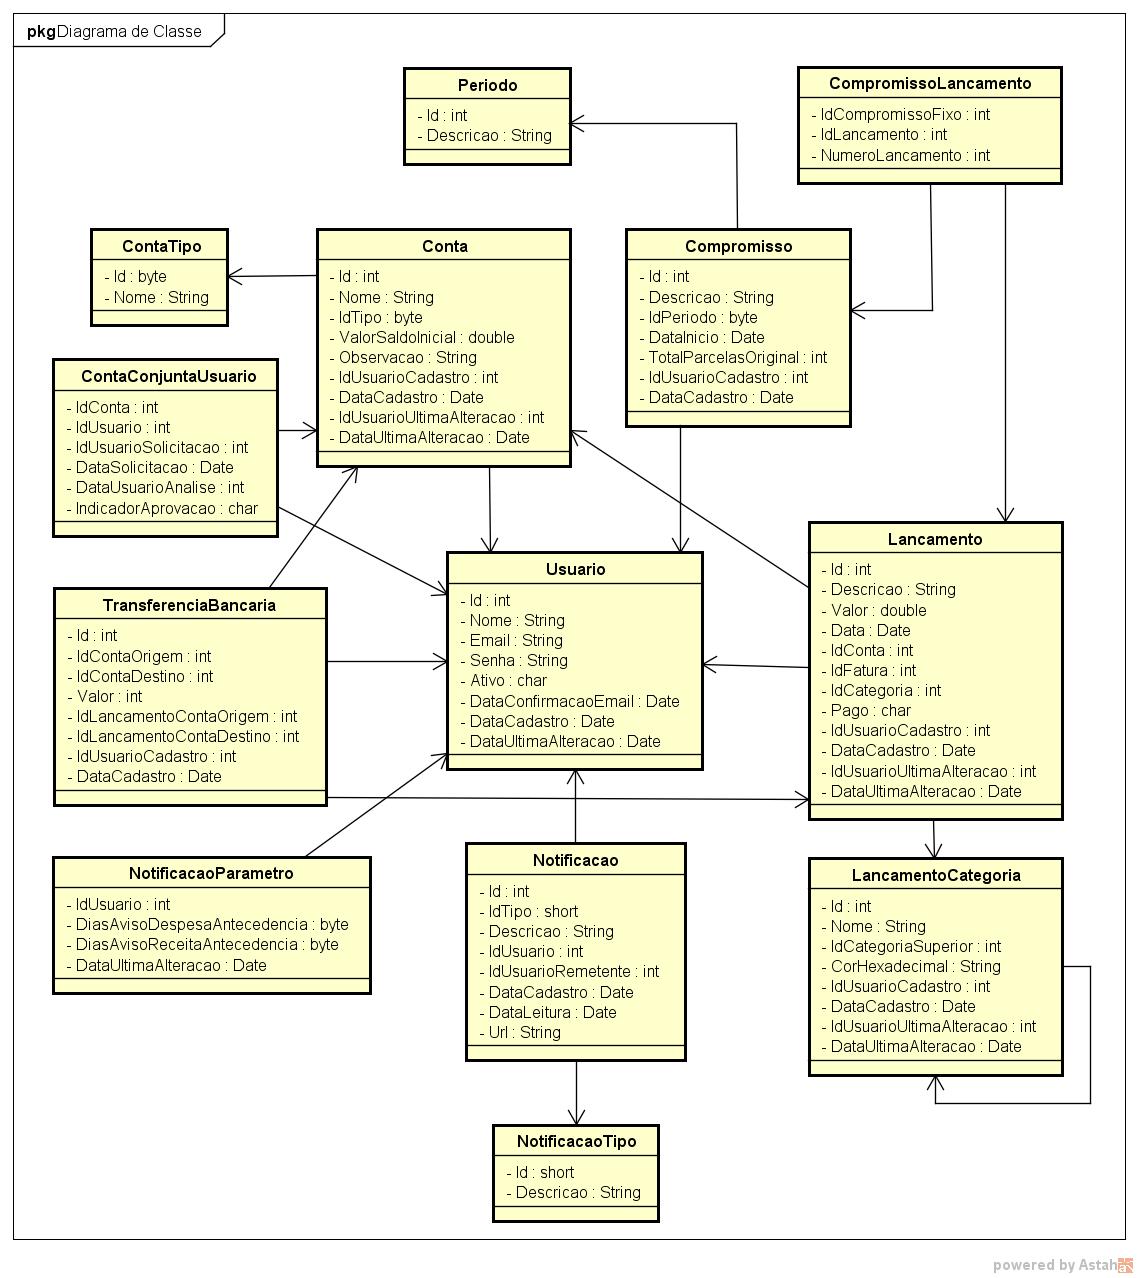 pkg Diagrama de Classe
Periodo
- Id : int
- Descricao : String
CompromissoLancamento
- IdCompromissoFixo : int
- IdLancamento : int
- NumeroLancamento : int
ContaTipo
- Id : byte
- Nome : String
Conta
- Id : int
- Nome : String
- IdTipo : byte
- ValorSaldoInicial : double
- Observacao : String
- IdUsuarioCadastro : int
- DataCadastro : Date
- IdUsuarioUltimaAlteracao : int
- DataUltimaAlteracao : Date
Compromisso
- Id : int
- Descricao : String
- IdPeriodo : byte
- DataInicio : Date
- TotalParcelasOriginal : int
- IdUsuarioCadastro : int
- DataCadastro : Date
ContaConjuntaUsuario
- IdConta : int
- IdUsuario : int
- IdUsuarioSolicitacao : int
- DataSolicitacao : Date
- DataUsuarioAnalise : int
- IndicadorAprovacao : char
Lancamento
- Id : int
- Descricao : String
- Valor : double
- Data : Date
- IdConta : int
- IdFatura : int
- IdCategoria : int
- Pago : char
- IdUsuarioCadastro : int
- DataCadastro : Date
- IdUsuarioUltimaAlteracao : int
- DataUltimaAlteracao : Date
Usuario
- Id : int
- Nome : String
- Email : String
- Senha : String
- Ativo : char
- DataConfirmacaoEmail : Date
- DataCadastro : Date
- DataUltimaAlteracao : Date
TransferenciaBancaria
- Id : int
- IdContaOrigem : int
- IdContaDestino : int
- Valor : int
- IdLancamentoContaOrigem : int
- IdLancamentoContaDestino : int
- IdUsuarioCadastro : int
- DataCadastro : Date
NotificacaoParametro
- IdUsuario : int
- DiasAvisoDespesaAntecedencia : byte
- DiasAvisoReceitaAntecedencia : byte
- DataUltimaAlteracao : Date
Notificacao
- Id : int
- IdTipo : short
- Descricao : String
- IdUsuario : int
- IdUsuarioRemetente : int
- DataCadastro : Date
- DataLeitura : Date
- Url : String
LancamentoCategoria
- Id : int
- Nome : String
- IdCategoriaSuperior : int
- CorHexadecimal : String
- IdUsuarioCadastro : int
- DataCadastro : Date
- IdUsuarioUltimaAlteracao : int
- DataUltimaAlteracao : Date
NotificacaoTipo
- Id : short
- Descricao : String
powered by Astah